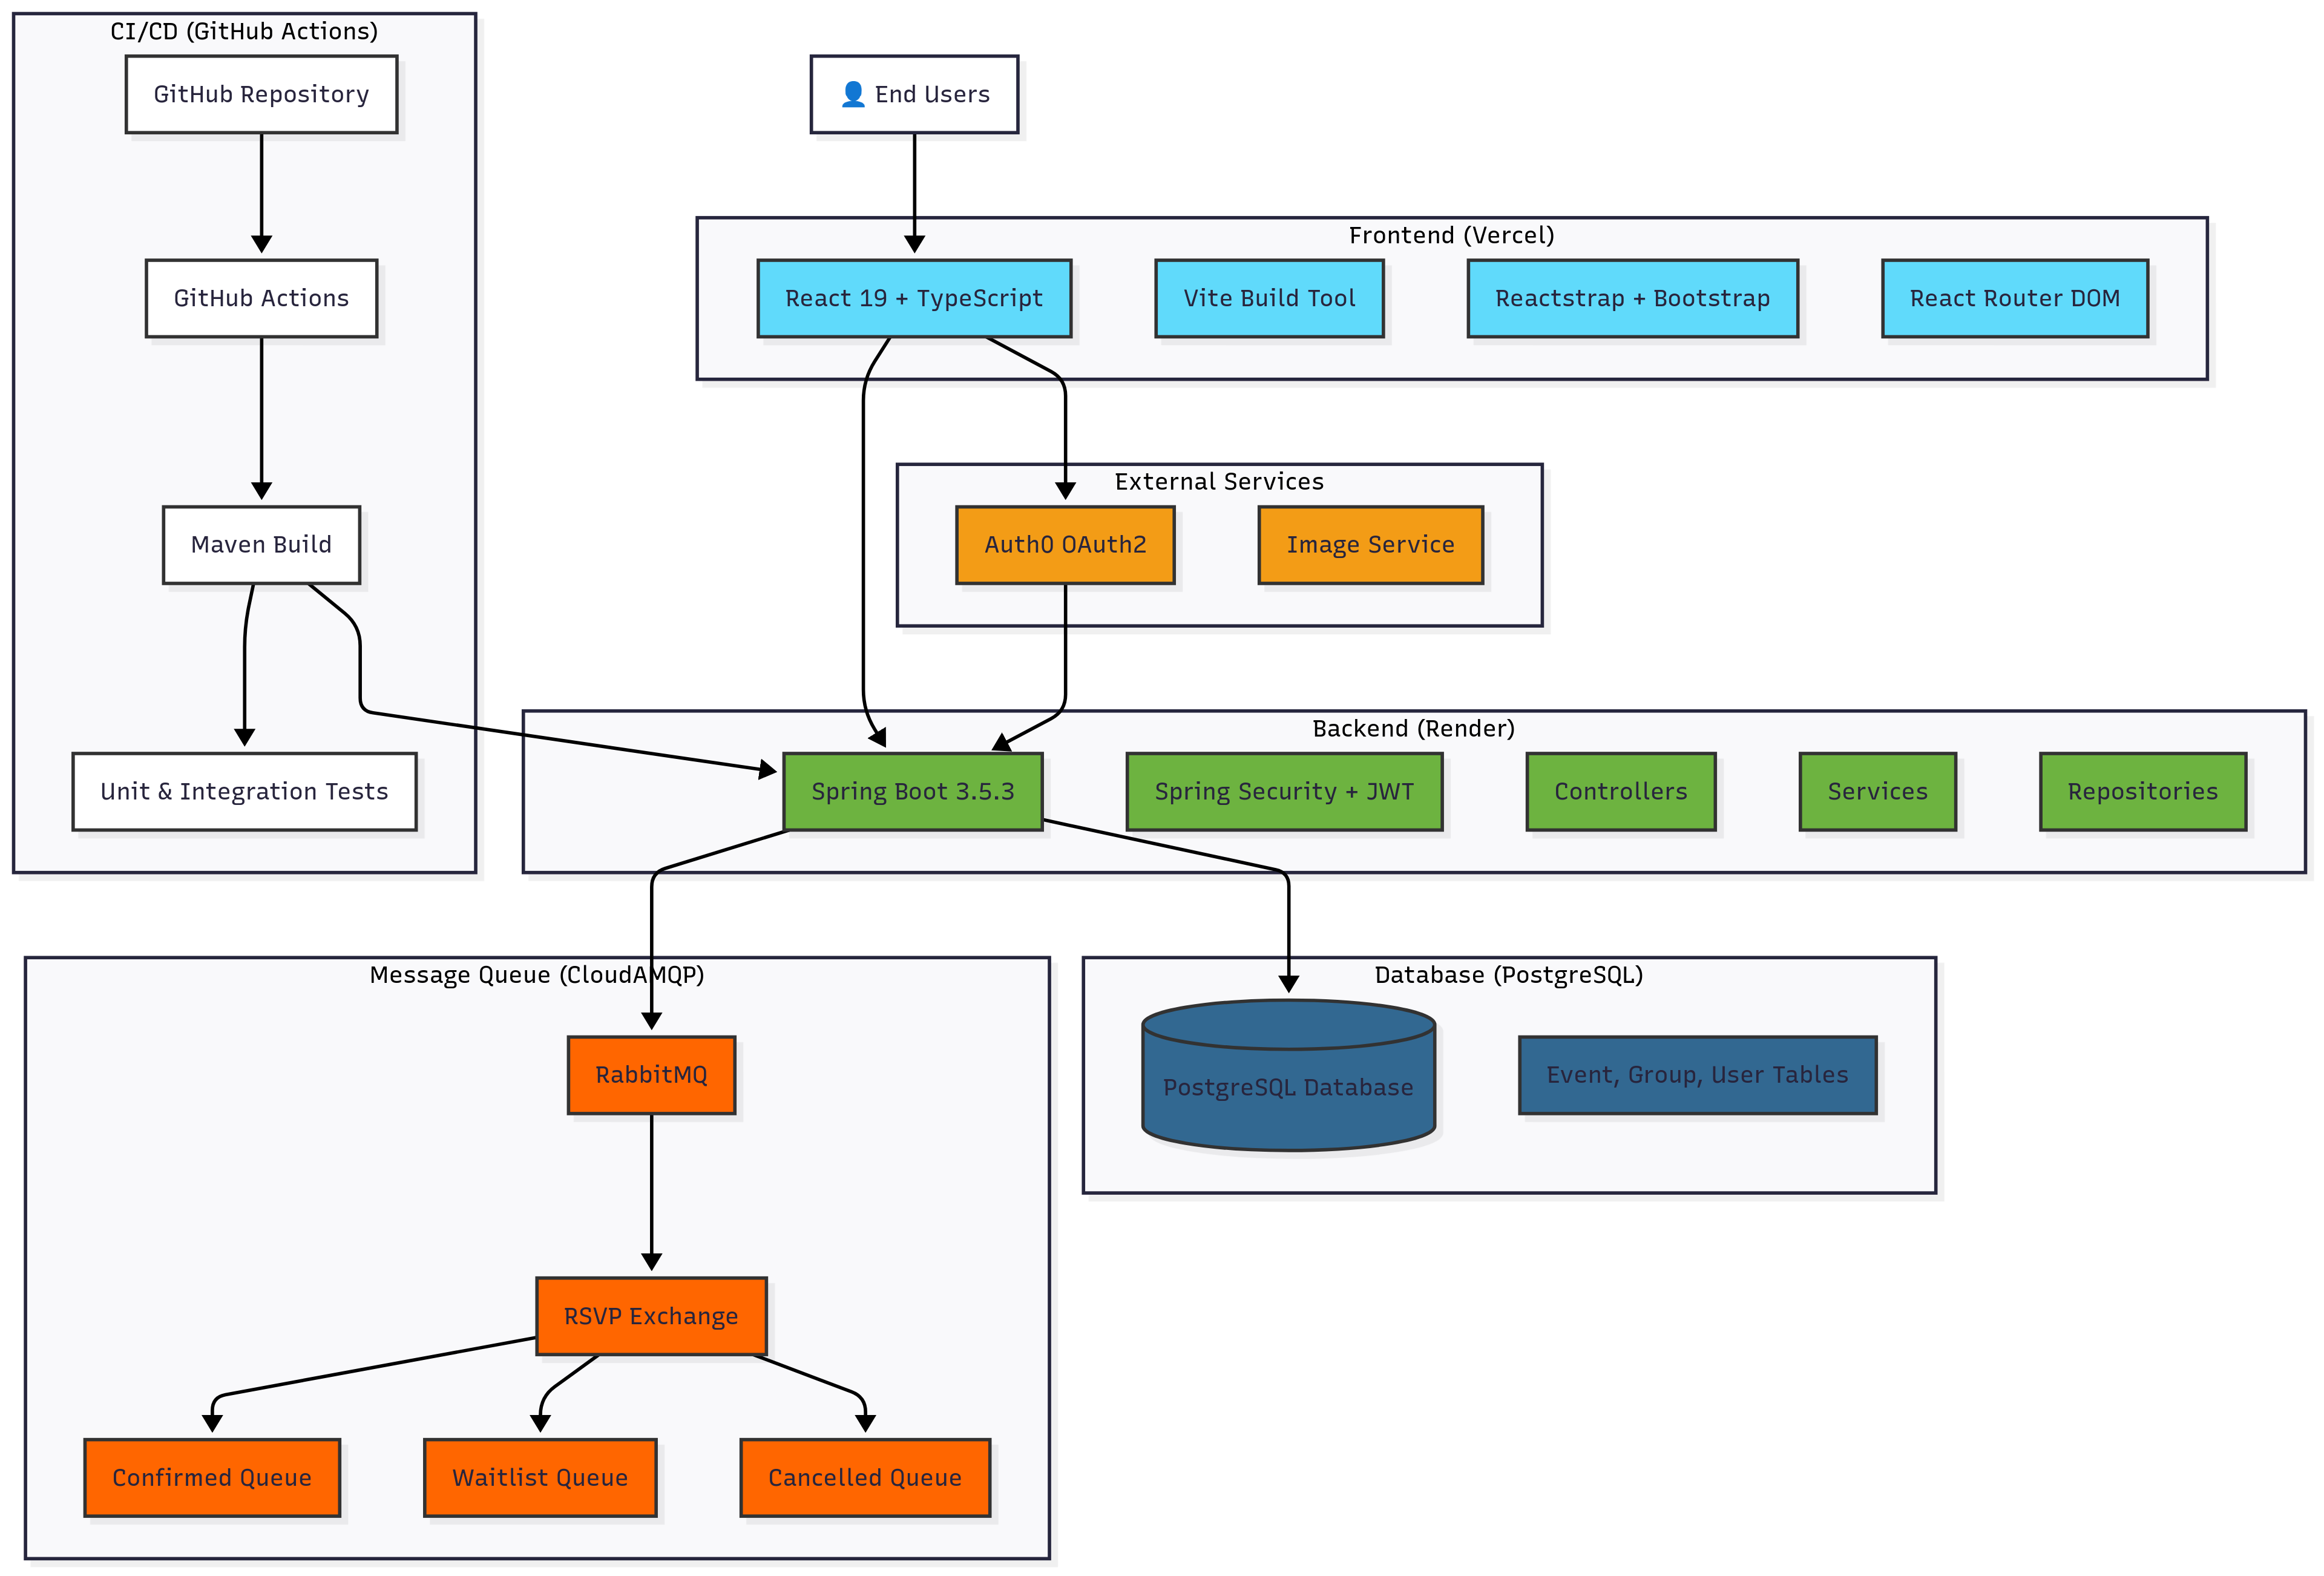 CI/CD (GitHub Actions)
GitHub Repository
GitHub Actions
Maven Build
Unit & Integration Tests
👤 End Users
Frontend (Vercel)
React 19 + TypeScript
Vite Build Tool
Reactstrap + Bootstrap
React Router DOM
External Services
Auth0 OAuth2
Image Service
Backend (Render)
Spring Boot 3.5.3
Spring Security + JWT
Controllers
Services
Repositories
Message Queue (CloudAMQP)
RabbitMQ
RSVP Exchange
Confirmed Queue
Waitlist Queue
Cancelled Queue
Database (PostgreSQL)
PostgreSQL Database
Event, Group, User Tables